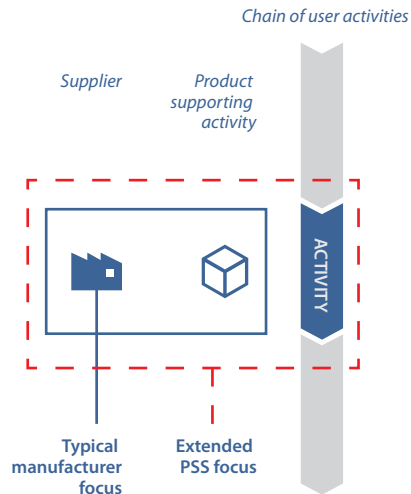 Chain of user activities
Supplier
Product
supporting
activity
ACTIVITY
Typical
manufacturer
focus
Extended
PSS focus